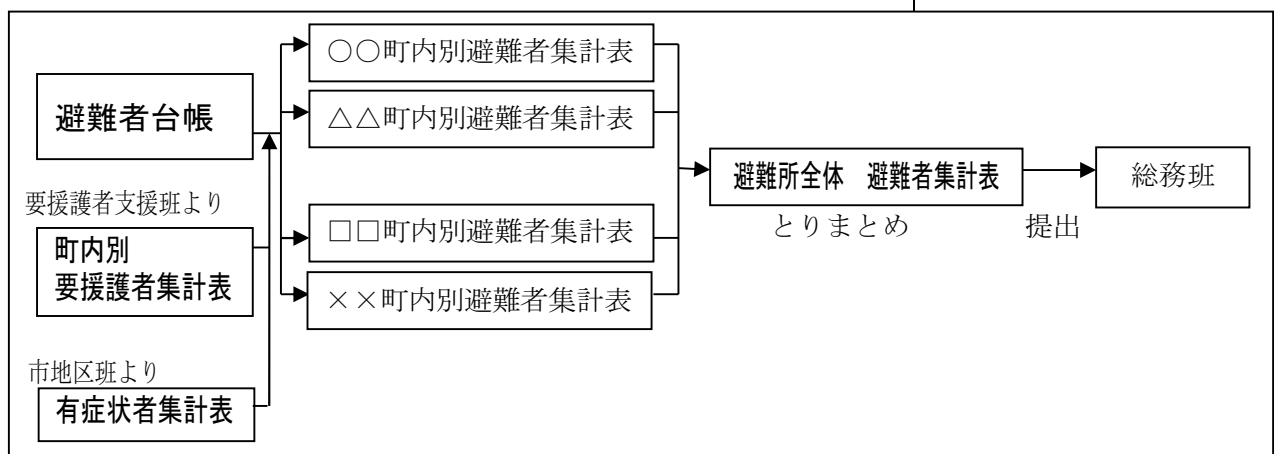 避難者台帳
要援護者支援班より
町内別
要援護者集計表
市地区班より
有症状者集計表
○○町内別避難者集計表
△△町内別避難者集計表
□□町内別避難者集計表
××町内別避難者集計表
避難所全体　避難者集計表
とりまとめ
提出
総務班